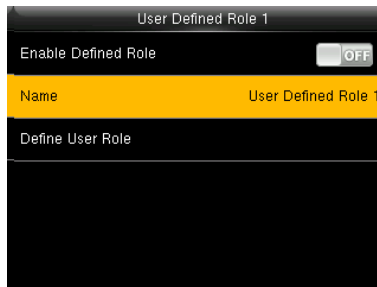 User Defined Role 1
Enable Defined Role OFF
Name User Defined Role 1
Define User Role